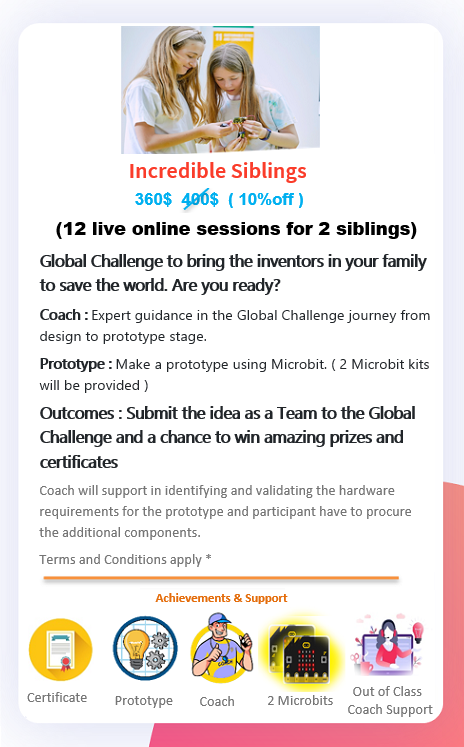 Incredible Siblings
360$ 400$ ( 10%off )
(12 live online sessions for 2 siblings)
Global Challenge to bring the inventors in your family
to save the world. Are you ready?
Coach : Expert guidance in the Global Challenge journey from
design to prototype stage.
Prototype : Make a prototype using Microbit. ( 2 Microbit kits
will be provided )
Outcomes : Submit the idea as a Team to the Global
Challenge and a chance to win amazing prizes and
certificates
Coach will support in identifying and validating the hardware
requirements for the prototype and participant have to procure
the additional components.
Terms and Conditions apply *
Achievements & Support
Certificate
Prototype
Coach
2 Microbits
Out of Class
Coach Support